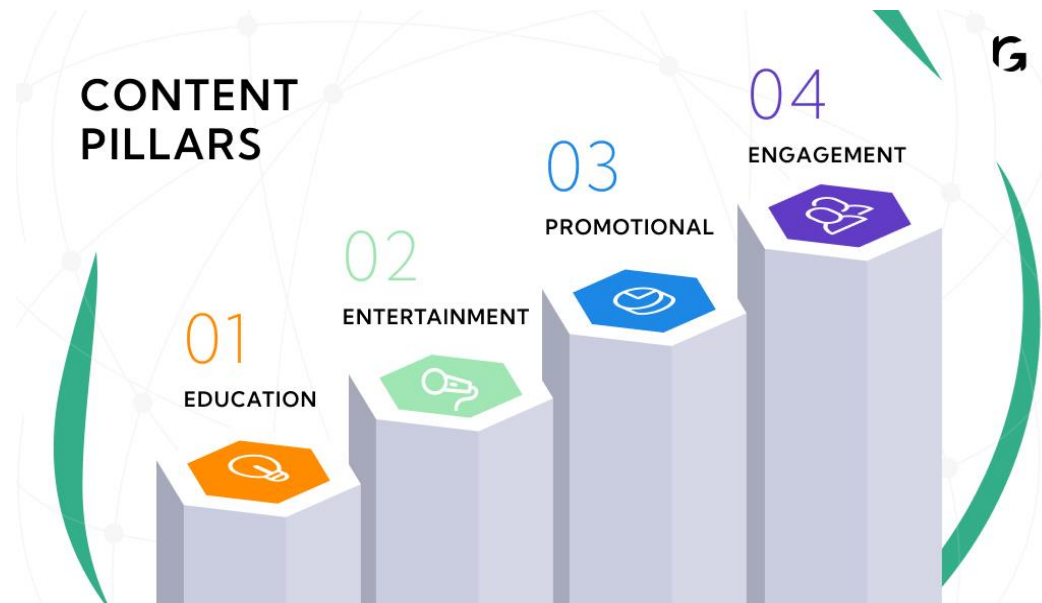 CONTENT
PILLARS
01
EDUCATION
02
ENTERTAINMENT
03
PROMOTIONAL
04
ENGAGEMENT